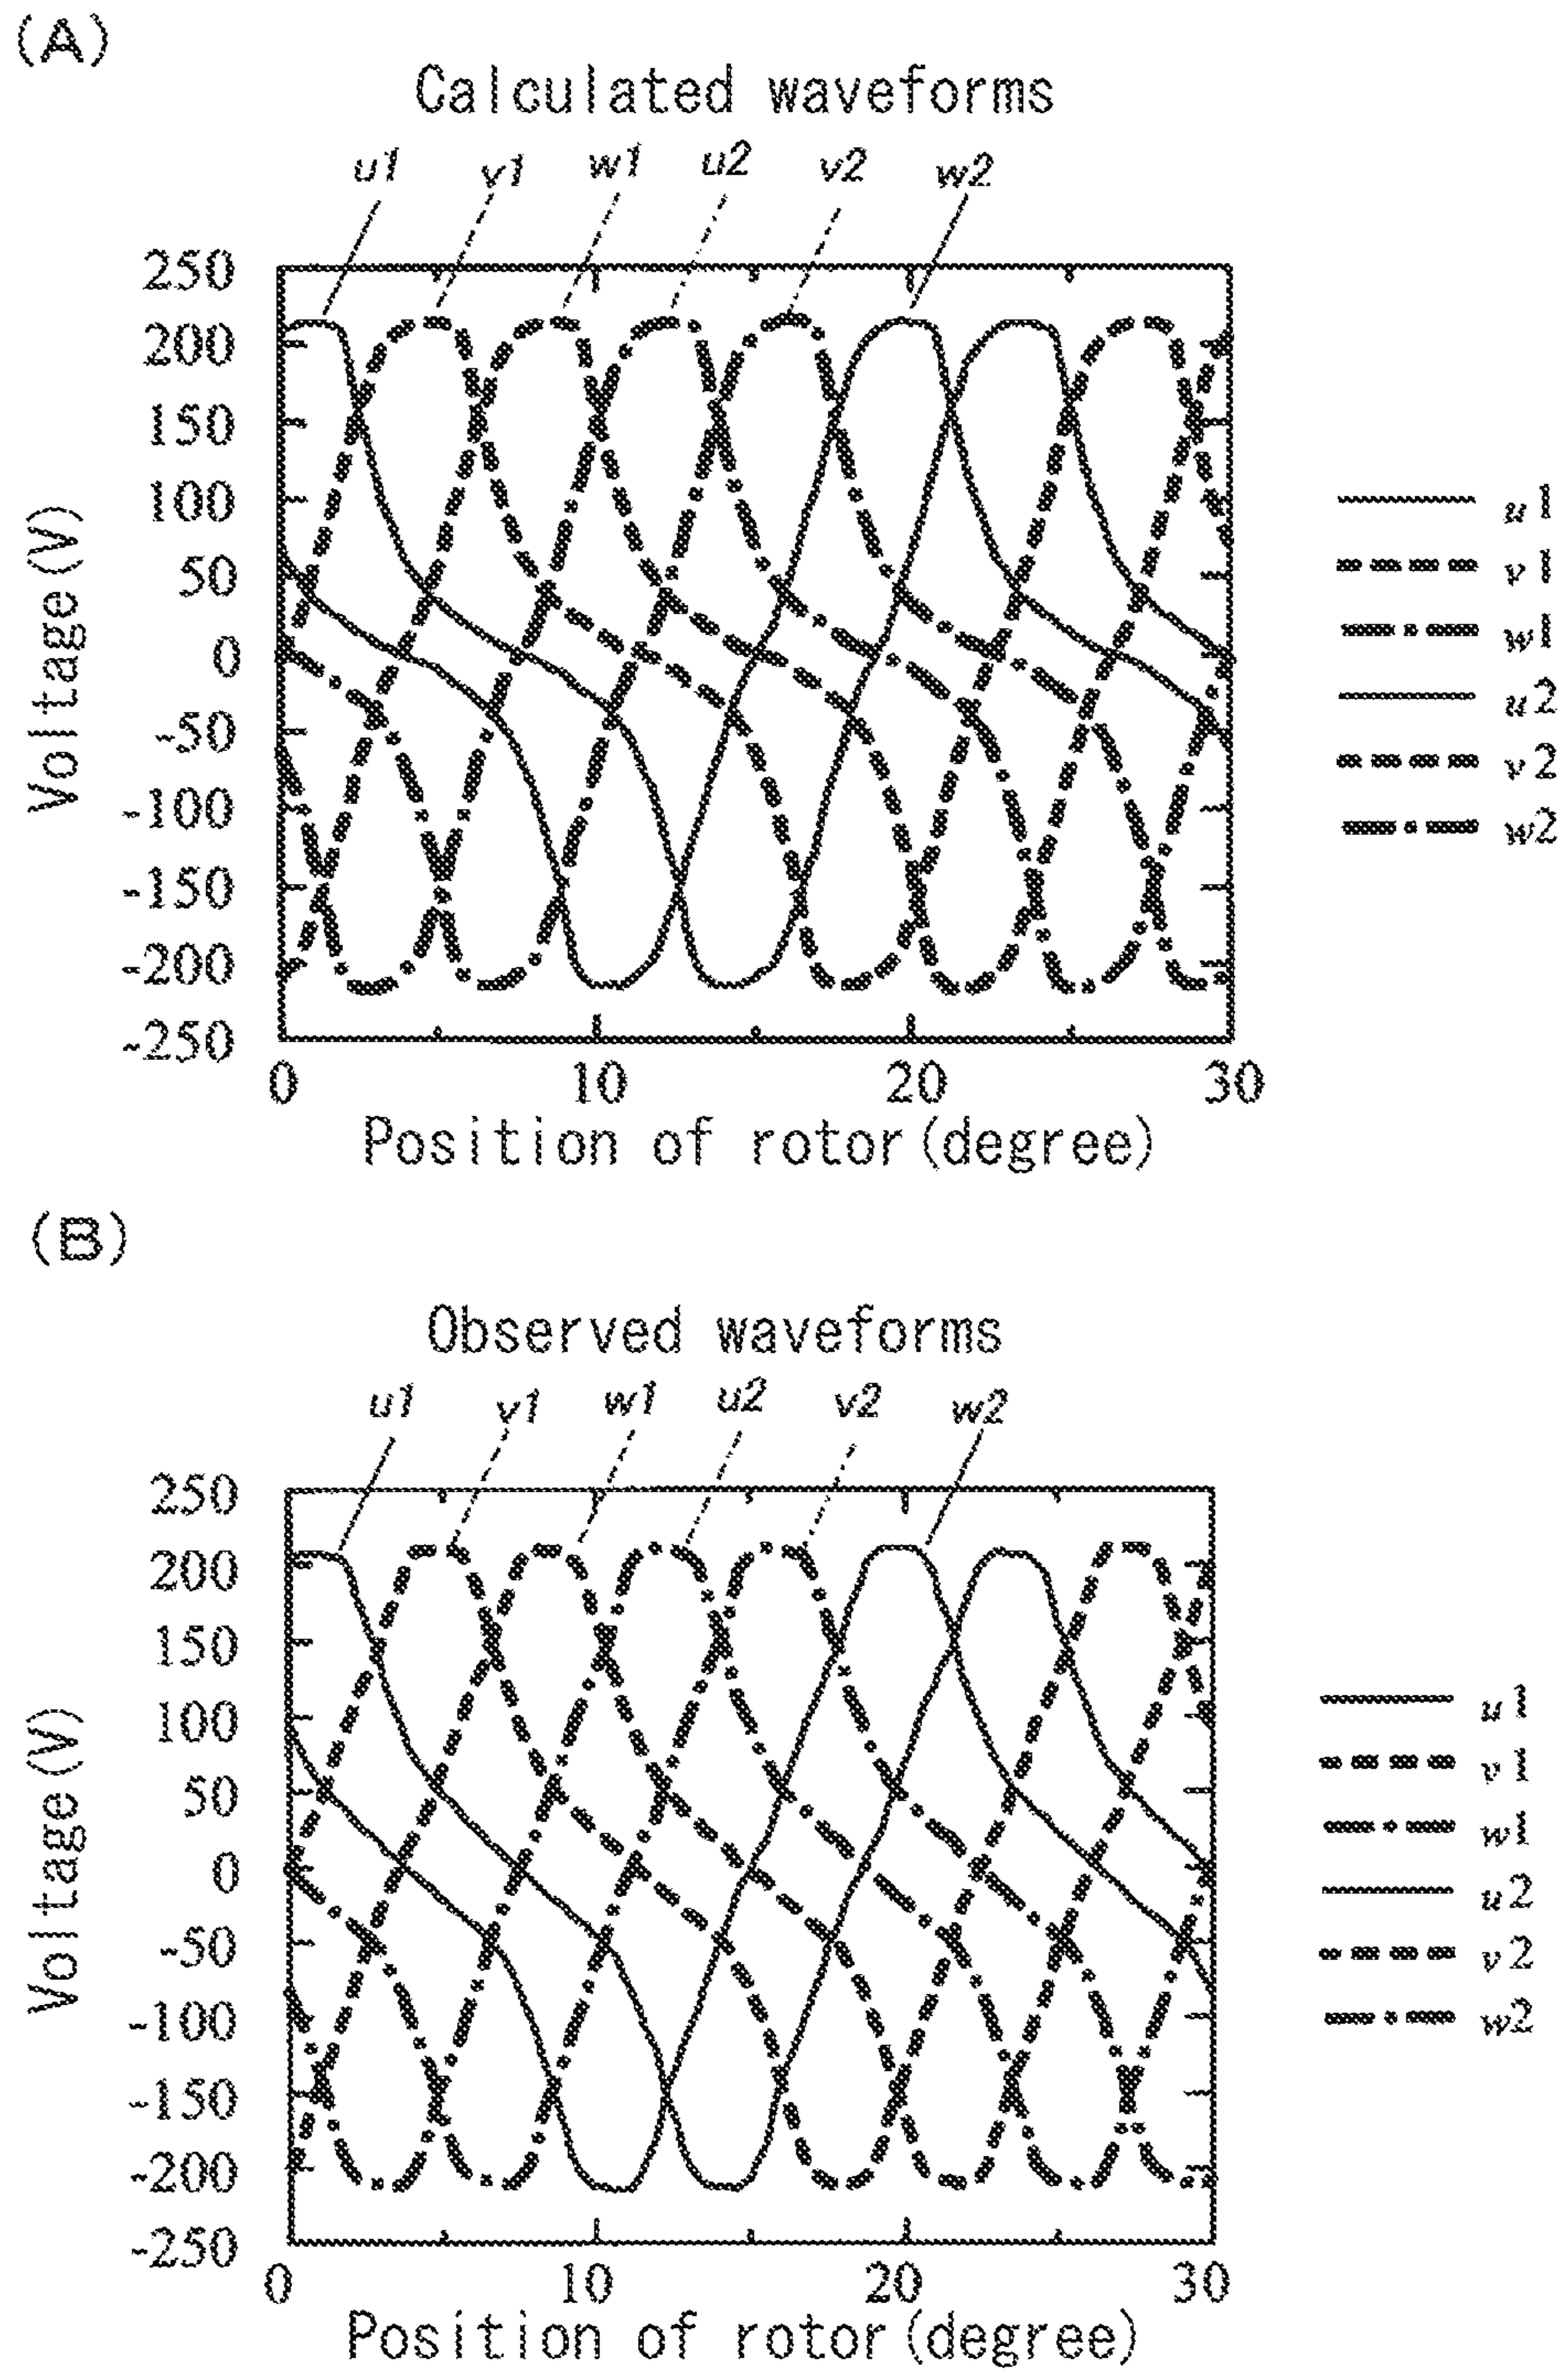 (A)
Calculated waveforms
u1 v1 w1 u2 v2 w2
250
200
150
100
50
0
-50
-100
-150
-200
-250
Voltage(V)
0 10 20 30
Position of rotor(degree)
u1
v1
w1
u2
v2
w2
(B)
Observed waveforms
u1 v1 w1 u2 v2 w2
250
200
150
100
50
0
-50
-100
-150
-200
-250
Voltage(V)
0 10 20 30
Position of rotor(degree)
u1
v1
w1
u2
v2
w2